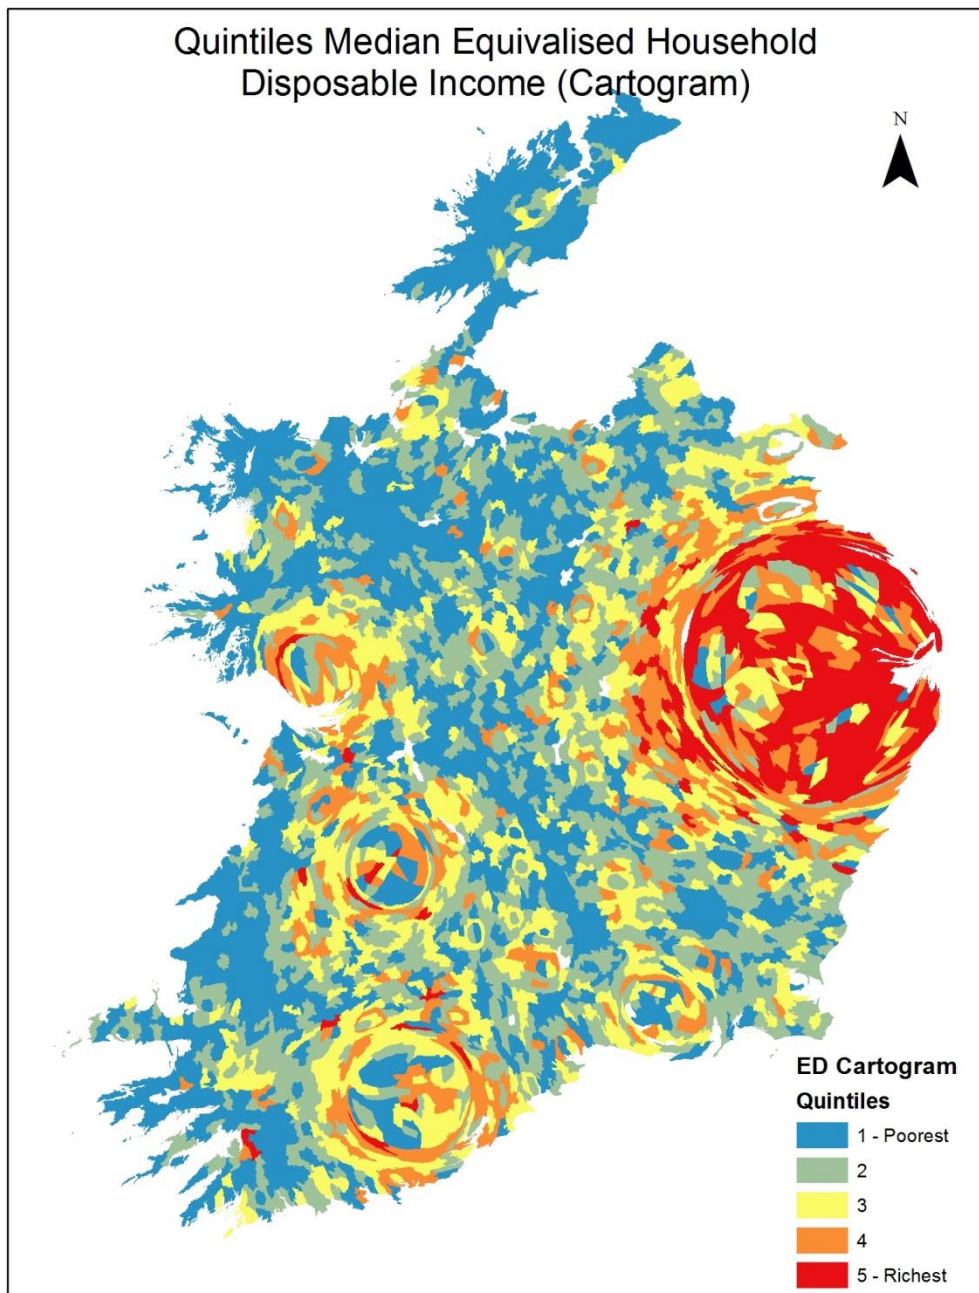 Quintiles Median Equivalised Household
Disposable Income (Cartogram)
N
ED Cartogram
Quintiles
1 - Poorest
2
3
4
5 - Richest